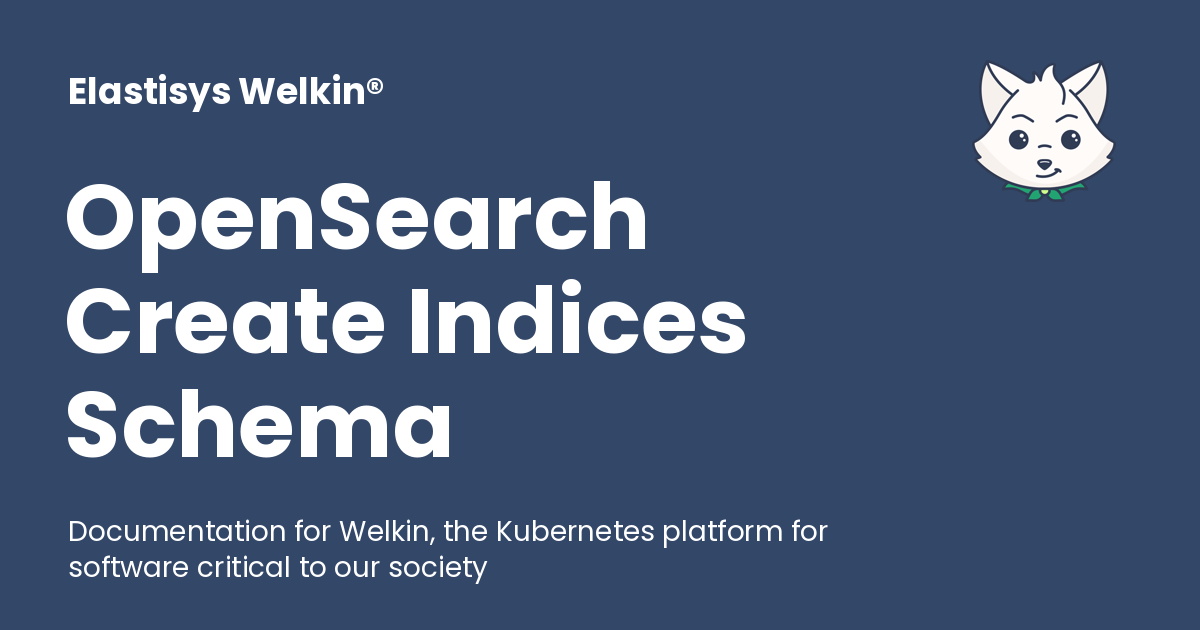 Elastisys Welkin®
OpenSearch
Create Indices
Schema
Documentation for Welkin, the Kubernetes platform for
software critical to our society